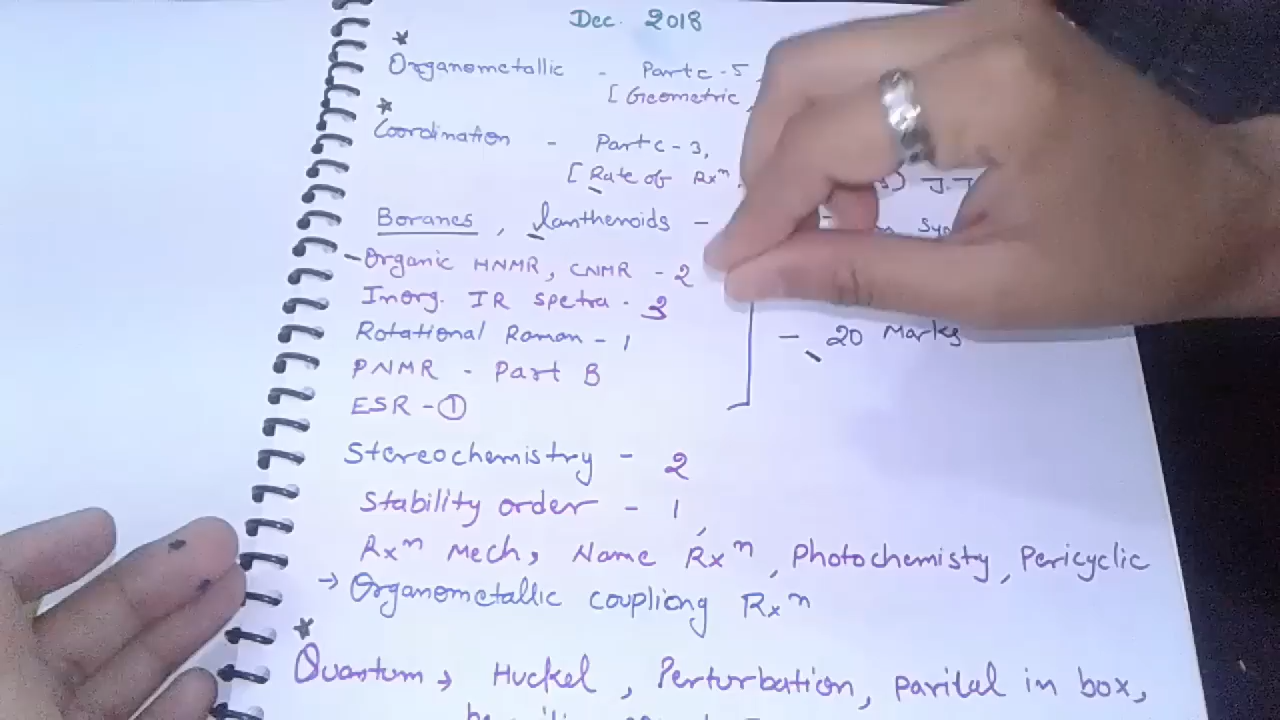 Dec. 2018
* Organometallic - Part c - 5
[ Geometric
* Coordination - Part c - 3,
[ Rate of Rxⁿ J.T
Boranes, Lanthenoids -
- Organic HNMR, CNMR - 2
Inorg. IR spetra. 3
Rotational Raman - 1
- 20 Marks
PNMR - Part B
ESR - ①
Stereochemistry - 2
Stability order - 1,
Rxⁿ Mech, Name Rxⁿ, Photochemisty, Pericyclic
→ Organometallic coupliong Rxⁿ
* Quantum → Huckel, Perturbation, parital in box,